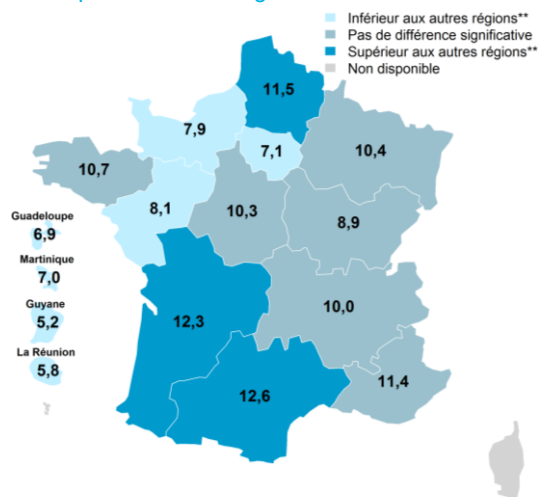 Inférieur aux autres régions**
Pas de différence significative
Supérieur aux autres régions**
Non disponible
11,5
7,9
7,1
10,4
10,7
8,1
10,3
8,9
Guadeloupe
6,9
Martinique
7,0
Guyane
5,2
La Réunion
5,8
10,0
12,3
11,4
12,6